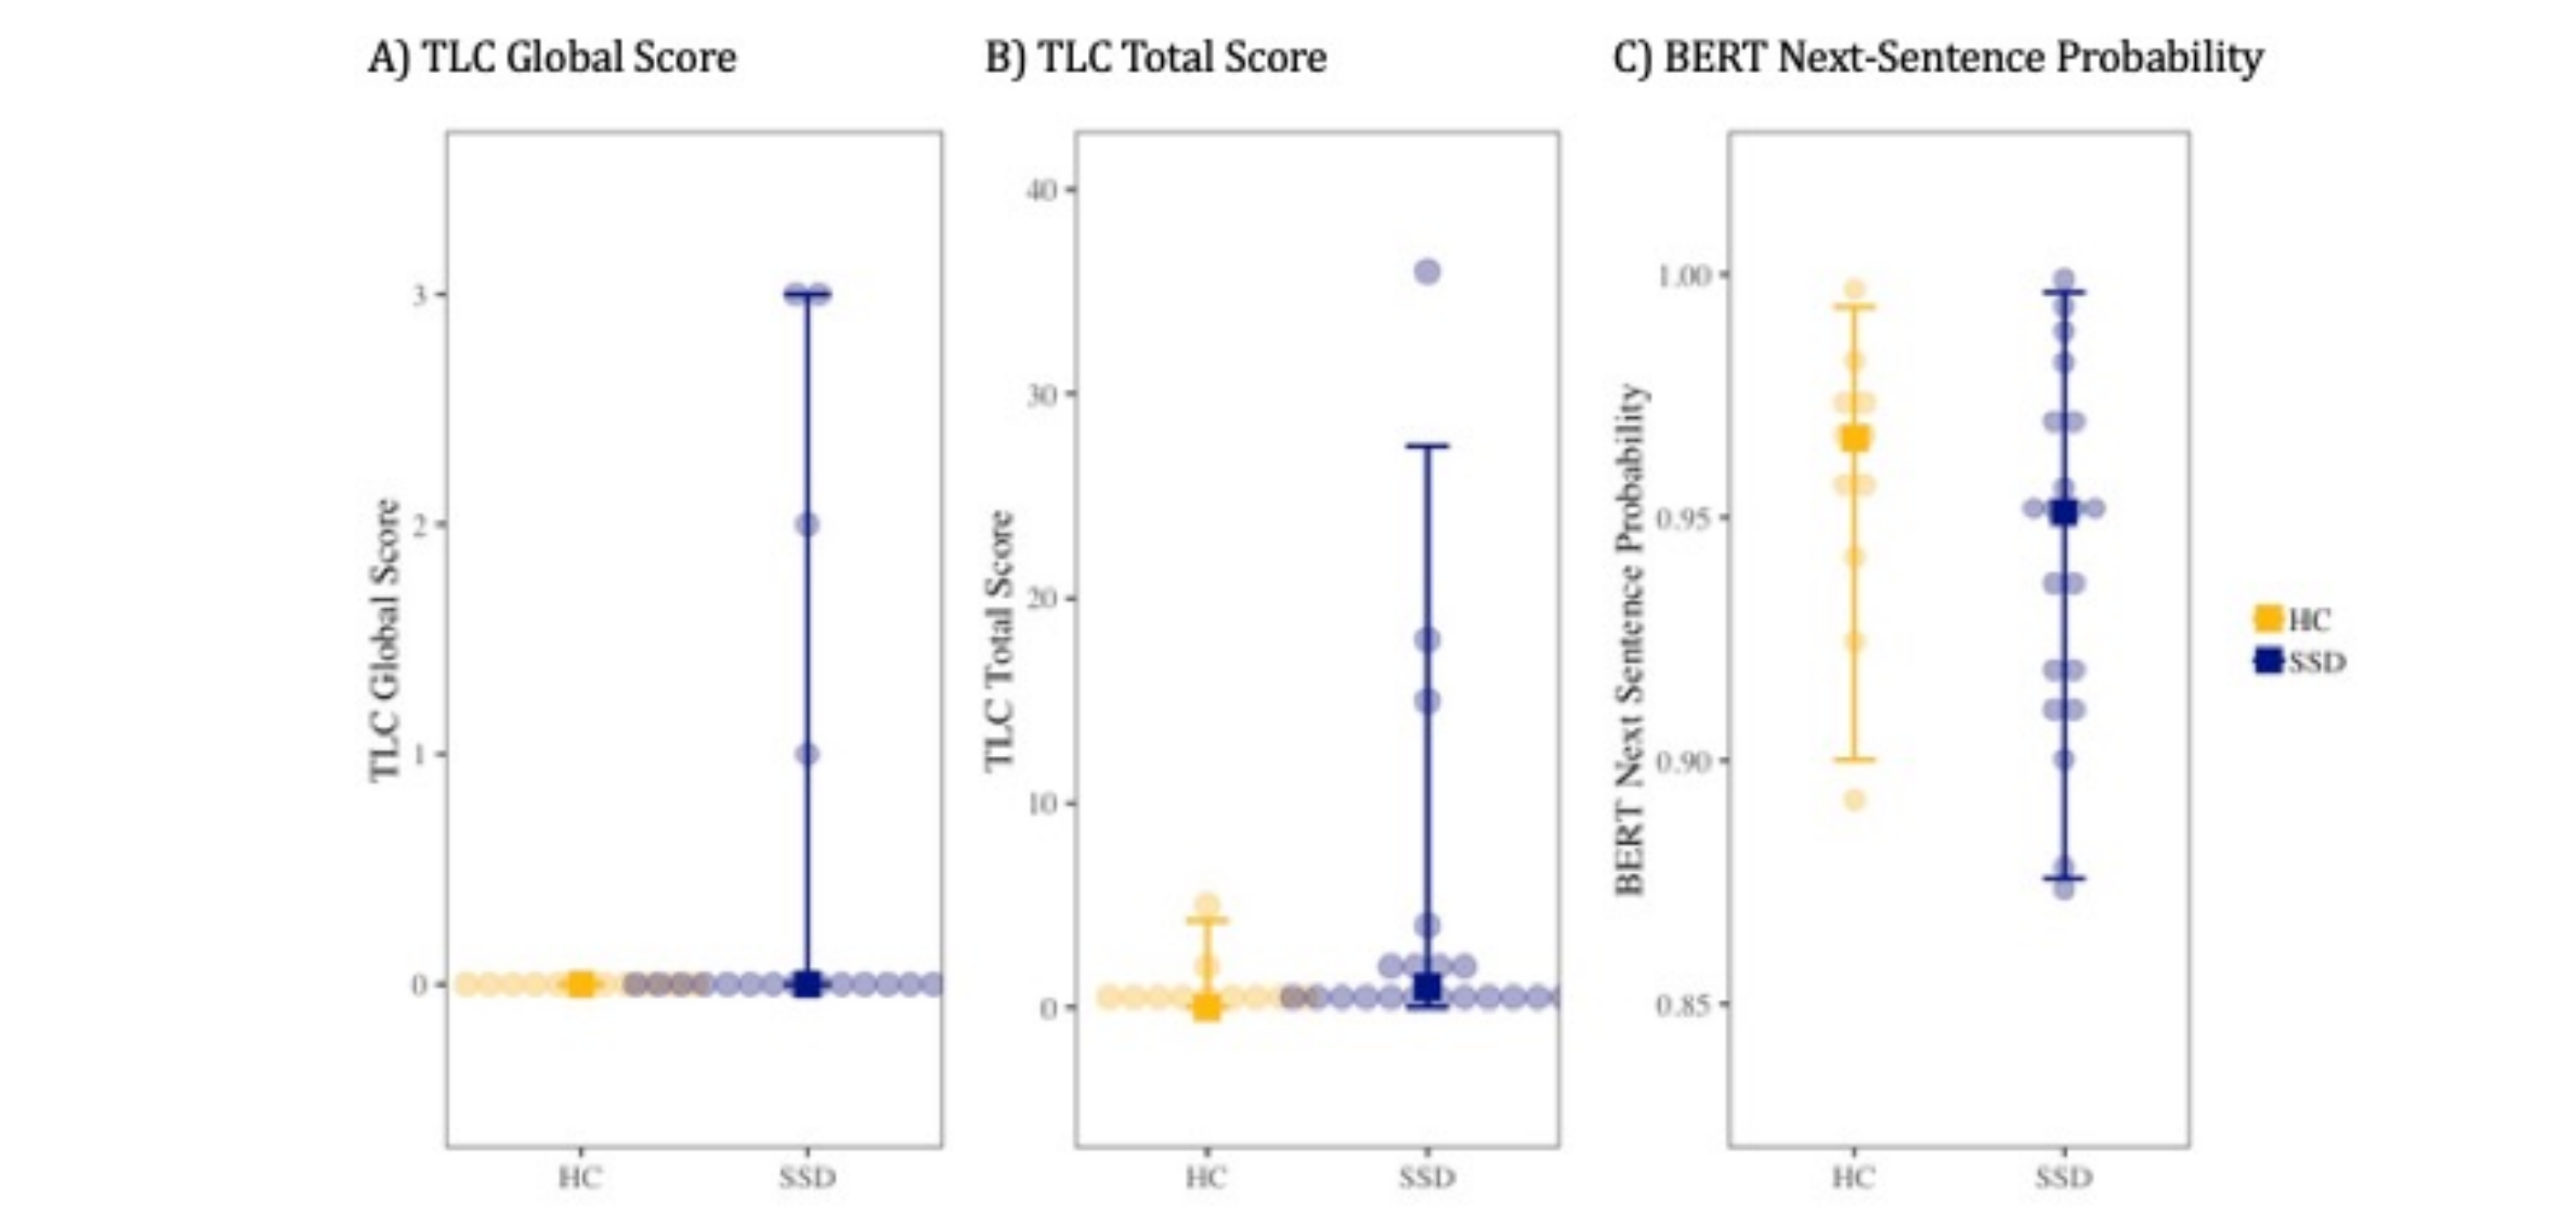 A) TLC Global Score
B) TLC Total Score
C) BERT Next-Sentence Probability
TLC Global Score
3
2
1
0
HC
SSD
TLC Total Score
40
30
20
10
0
HC
SSD
BERT Next Sentence Probability
1.00
0.95
0.90
0.85
HC
SSD
HC
SSD